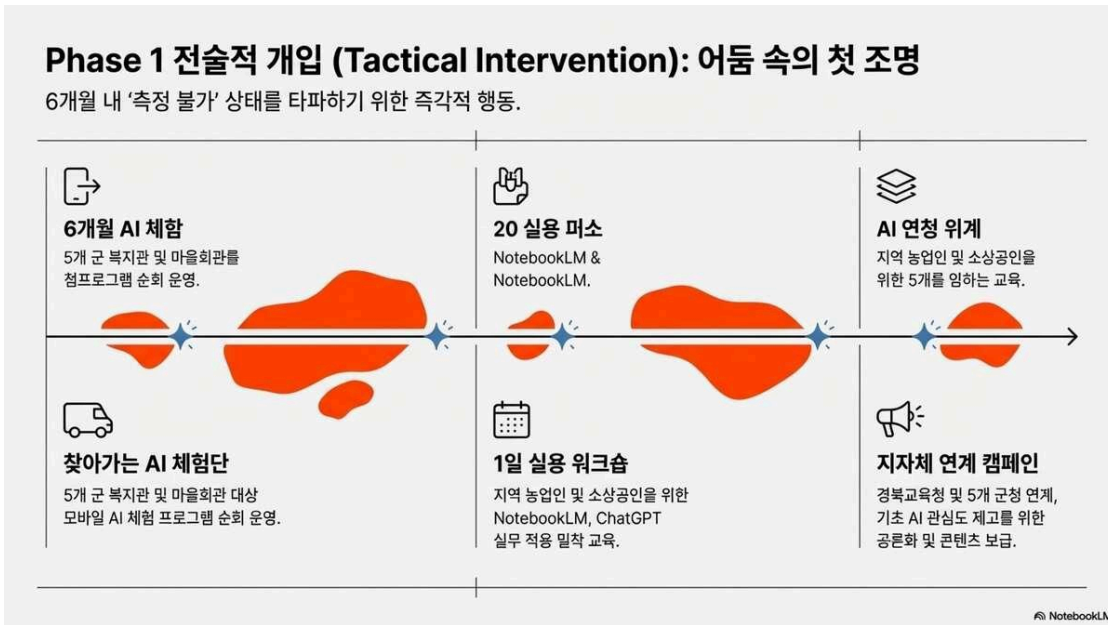 Phase 1 전술적 개입 (Tactical Intervention): 어둠 속의 첫 조명
6개월 내 ‘측정 불가’ 상태를 타파하기 위한 즉각적 행동.
6개월 AI 체함
5개 군 복지관 및 마을회관를
첨프로그램 순회 운영.
20 실용 머소
NotebookLM &
NotebookLM.
AI 연청 위계
지역 농업인 및 소상공인을
위한 5개를 임하는 교육.
찾아가는 AI 체험단
5개 군 복지관 및 마을회관 대상
모바일 AI 체험 프로그램 순회 운영.
1일 실용 워크숍
지역 농업인 및 소상공인을 위한
NotebookLM, ChatGPT
실무 적용 밀착 교육.
지자체 연계 캠페인
경북교육청 및 5개 군청 연계,
기초 AI 관심도 제고를 위한
공론화 및 콘텐츠 보급.
NotebookLM